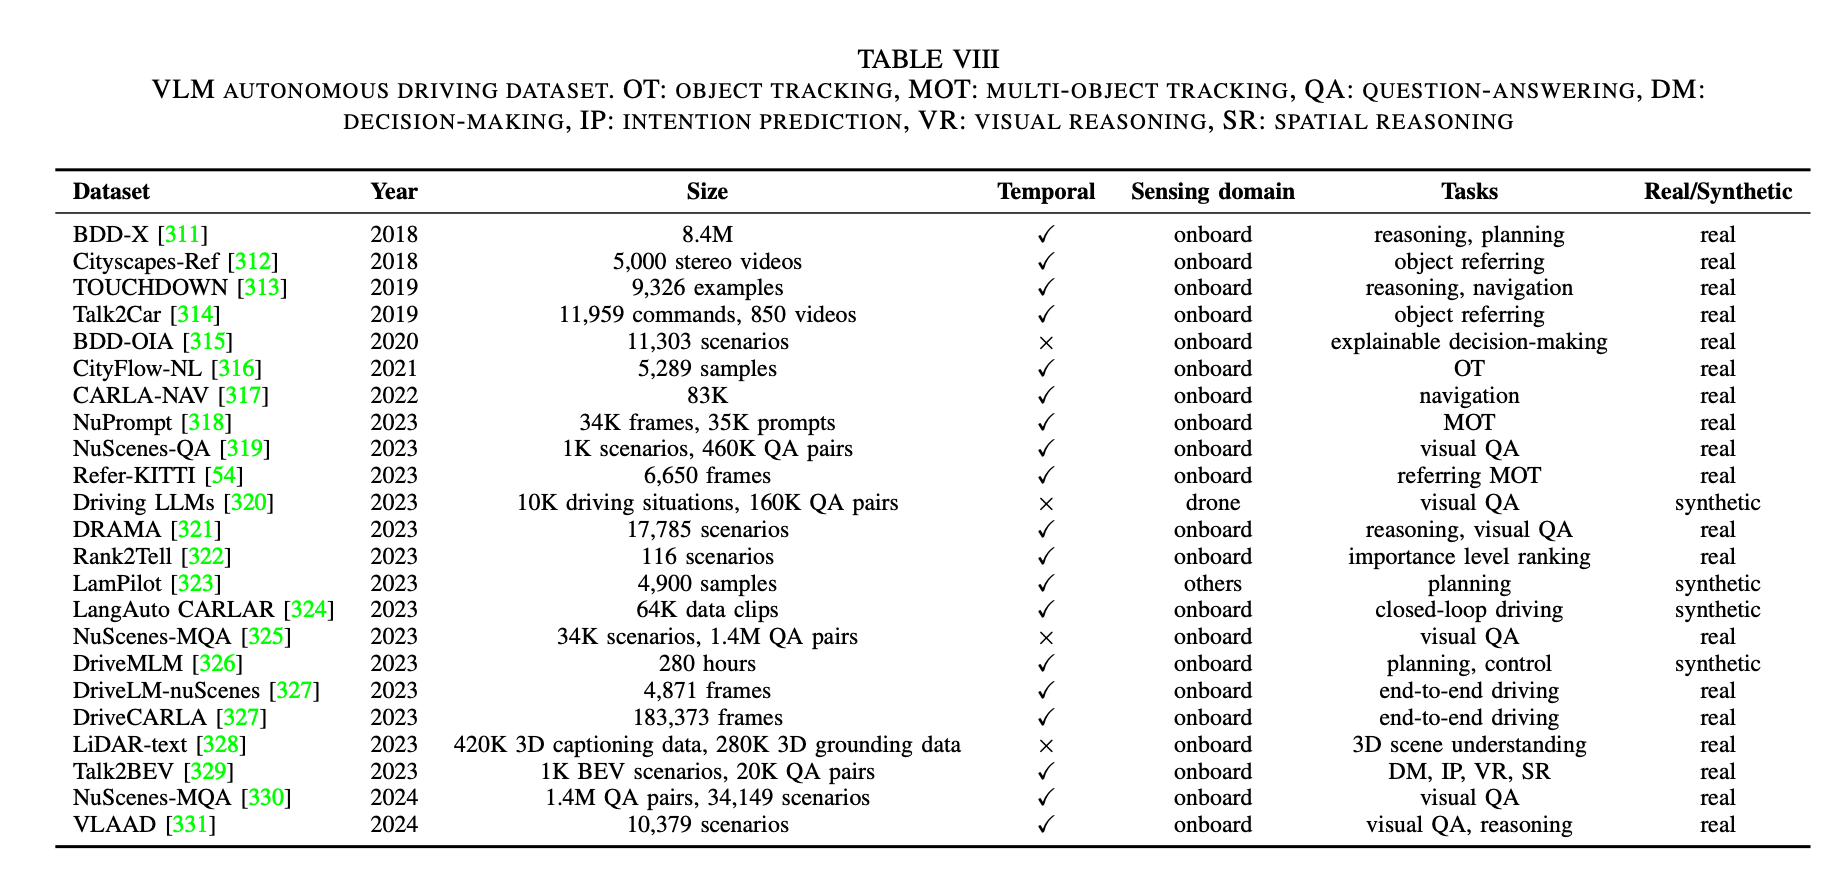 TABLE VIII
VLM AUTONOMOUS DRIVING DATASET. OT: OBJECT TRACKING, MOT: MULTI-OBJECT TRACKING, QA: QUESTION-ANSWERING, DM:
DECISION-MAKING, IP: INTENTION PREDICTION, VR: VISUAL REASONING, SR: SPATIAL REASONING
Dataset Year Size Temporal Sensing domain Tasks Real/Synthetic
BDD-X [311] 2018 8.4M ✓ onboard reasoning, planning real
Cityscapes-Ref [312] 2018 5,000 stereo videos ✓ onboard object referring real
TOUCHDOWN [313] 2019 9,326 examples ✓ onboard reasoning, navigation real
Talk2Car [314] 2019 11,959 commands, 850 videos ✓ onboard object referring real
BDD-OIA [315] 2020 11,303 scenarios × onboard explainable decision-making real
CityFlow-NL [316] 2021 5,289 samples ✓ onboard OT real
CARLA-NAV [317] 2022 83K ✓ onboard navigation real
NuPrompt [318] 2023 34K frames, 35K prompts ✓ onboard MOT real
NuScenes-QA [319] 2023 1K scenarios, 460K QA pairs ✓ onboard visual QA real
Refer-KITTI [54] 2023 6,650 frames ✓ onboard referring MOT real
Driving LLMs [320] 2023 10K driving situations, 160K QA pairs × drone visual QA synthetic
DRAMA [321] 2023 17,785 scenarios ✓ onboard reasoning, visual QA real
Rank2Tell [322] 2023 116 scenarios ✓ onboard importance level ranking real
LamPilot [323] 2023 4,900 samples ✓ others planning synthetic
LangAuto CARLAR [324] 2023 64K data clips ✓ onboard closed-loop driving synthetic
NuScenes-MQA [325] 2023 34K scenarios, 1.4M QA pairs × onboard visual QA real
DriveMLM [326] 2023 280 hours ✓ onboard planning, control synthetic
DriveLM-nuScenes [327] 2023 4,871 frames ✓ onboard end-to-end driving real
DriveCARLA [327] 2023 183,373 frames ✓ onboard end-to-end driving real
LiDAR-text [328] 2023 420K 3D captioning data, 280K 3D grounding data × onboard 3D scene understanding real
Talk2BEV [329] 2023 1K BEV scenarios, 20K QA pairs ✓ onboard DM, IP, VR, SR real
NuScenes-MQA [330] 2024 1.4M QA pairs, 34,149 scenarios ✓ onboard visual QA real
VLAAD [331] 2024 10,379 scenarios ✓ onboard visual QA, reasoning real